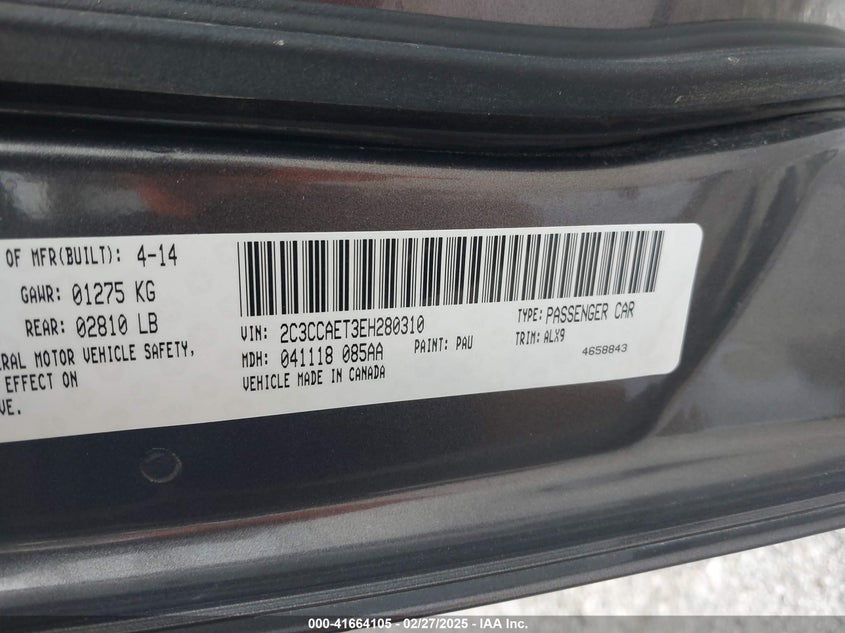 OF MFR(BUILT): 4-14
GAWR: 01275 KG
REAR: 02810 LB
ERAL MOTOR VEHICLE SAFETY,
EFFECT ON
VE.
VIN: 2C3CCAET3EH280310
TYPE: PASSENGER CAR
MDH: 041118 085AA
PAINT: PAU
TRIM: ALX9
VEHICLE MADE IN CANADA
4658843
000-41664105 — 02/27/2025 — IAA Inc.